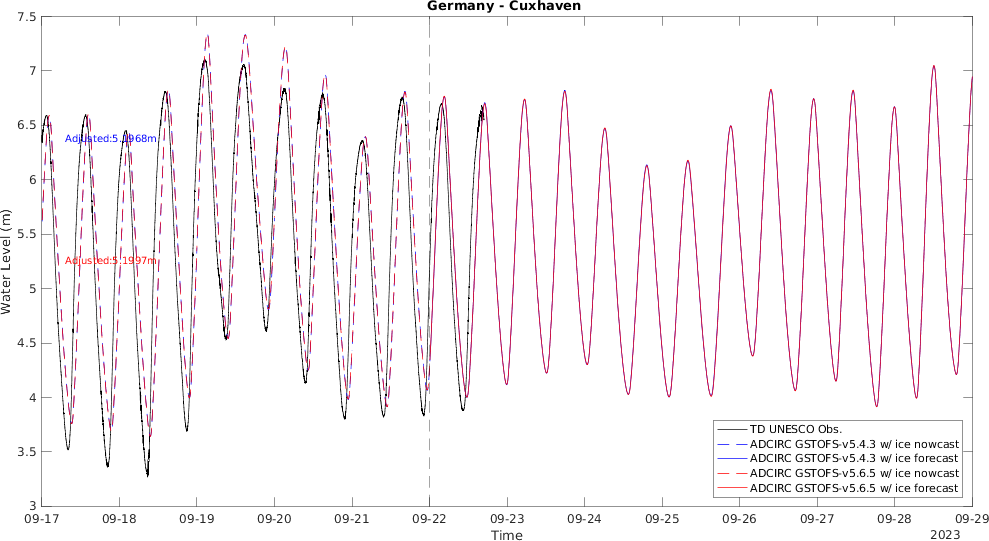 Germany - Cuxhaven
7.5
7
6.5
6
5.5
5
4.5
4
3.5
3
Water Level (m)
Adjusted:5.1968m
Adjusted:5.1997m
TD UNESCO Obs.
ADCIRC GSTOFS-v5.4.3 w/ ice nowcast
ADCIRC GSTOFS-v5.4.3 w/ ice forecast
ADCIRC GSTOFS-v5.6.5 w/ ice nowcast
ADCIRC GSTOFS-v5.6.5 w/ ice forecast
09-17 09-18 09-19 09-20 09-21 09-22 09-23 09-24 09-25 09-26 09-27 09-28 09-29
Time
2023